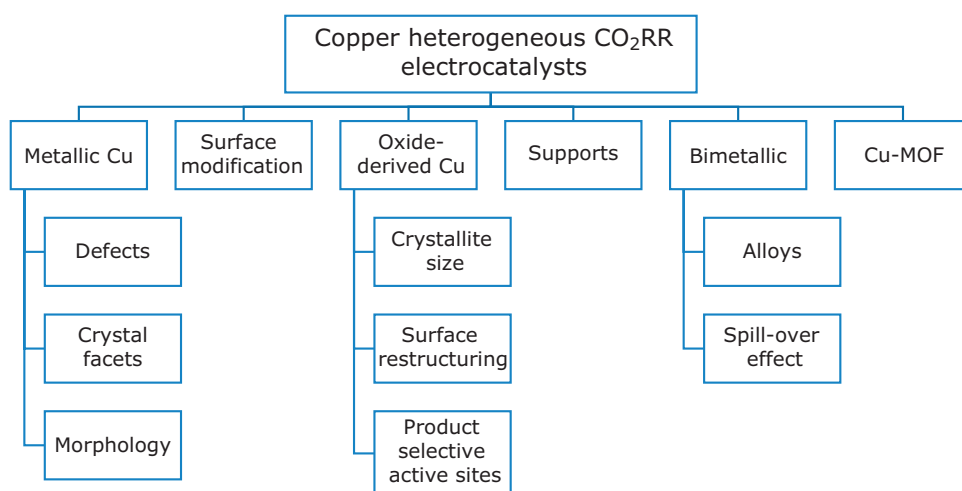 Copper heterogeneous CO₂RR
electrocatalysts
Metallic Cu
Surface
modification
Oxide-
derived Cu
Supports
Bimetallic
Cu-MOF
Defects
Crystal
facets
Morphology
Crystallite
size
Surface
restructuring
Product
selective
active sites
Alloys
Spill-over
effect